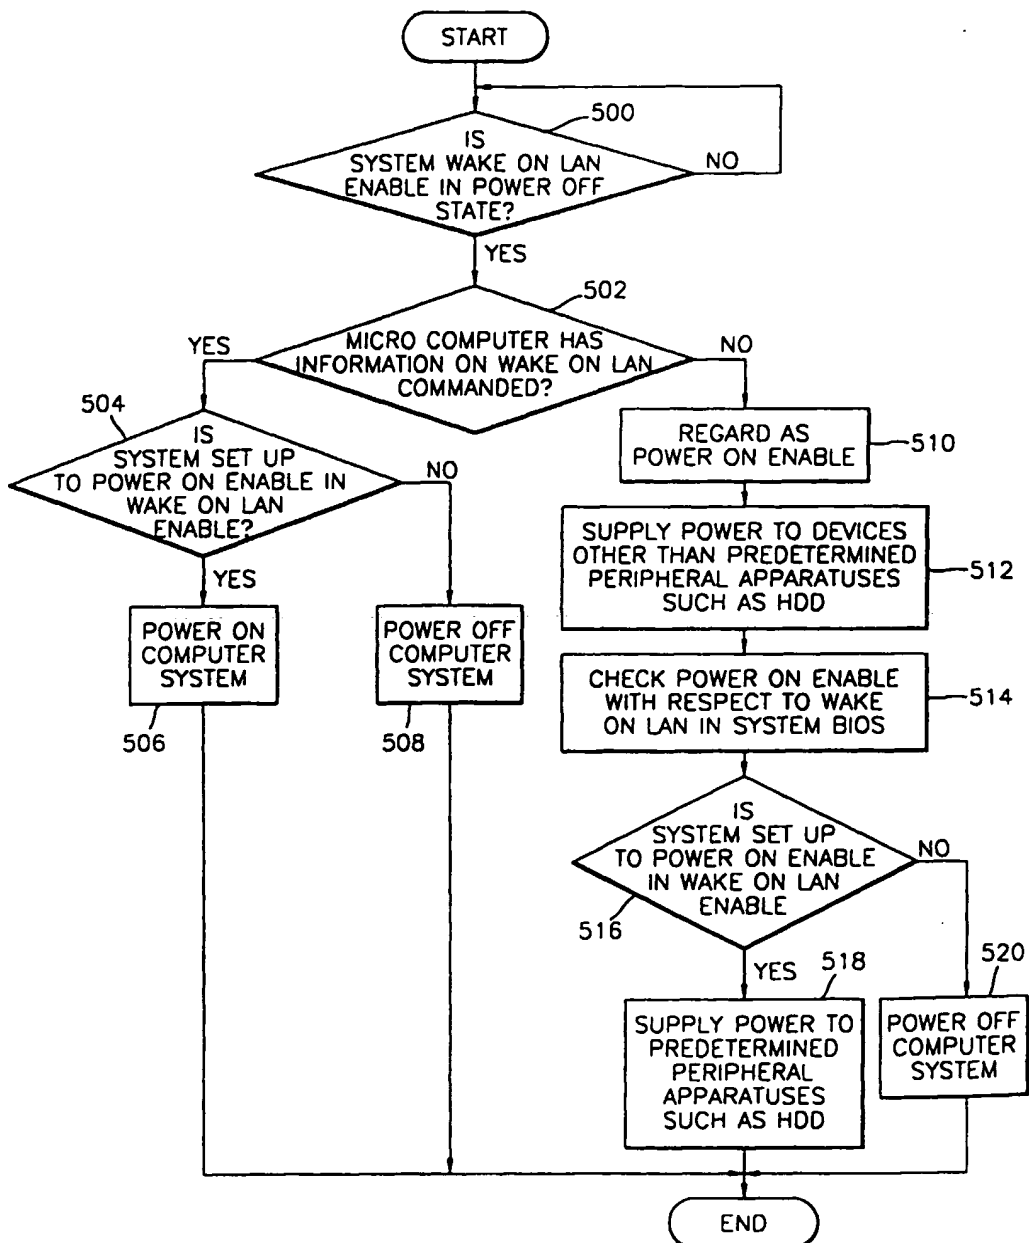 START
500
IS
SYSTEM WAKE ON LAN
ENABLE IN POWER OFF
STATE?
NO
YES
502
MICRO COMPUTER HAS
INFORMATION ON WAKE ON LAN
COMMANDED?
YES
NO
504
IS
SYSTEM SET UP
TO POWER ON ENABLE IN
WAKE ON LAN
ENABLE?
NO
YES
POWER ON
COMPUTER
SYSTEM
506
POWER OFF
COMPUTER
SYSTEM
508
REGARD AS
POWER ON ENABLE
510
SUPPLY POWER TO DEVICES
OTHER THAN PREDETERMINED
PERIPHERAL APPARATUSES
SUCH AS HDD
512
CHECK POWER ON ENABLE
WITH RESPECT TO WAKE
ON LAN IN SYSTEM BIOS
514
IS
SYSTEM SET UP
TO POWER ON ENABLE
IN WAKE ON LAN
ENABLE
516
NO
YES
518
SUPPLY POWER TO
PREDETERMINED
PERIPHERAL
APPARATUSES
SUCH AS HDD
520
POWER OFF
COMPUTER
SYSTEM
END